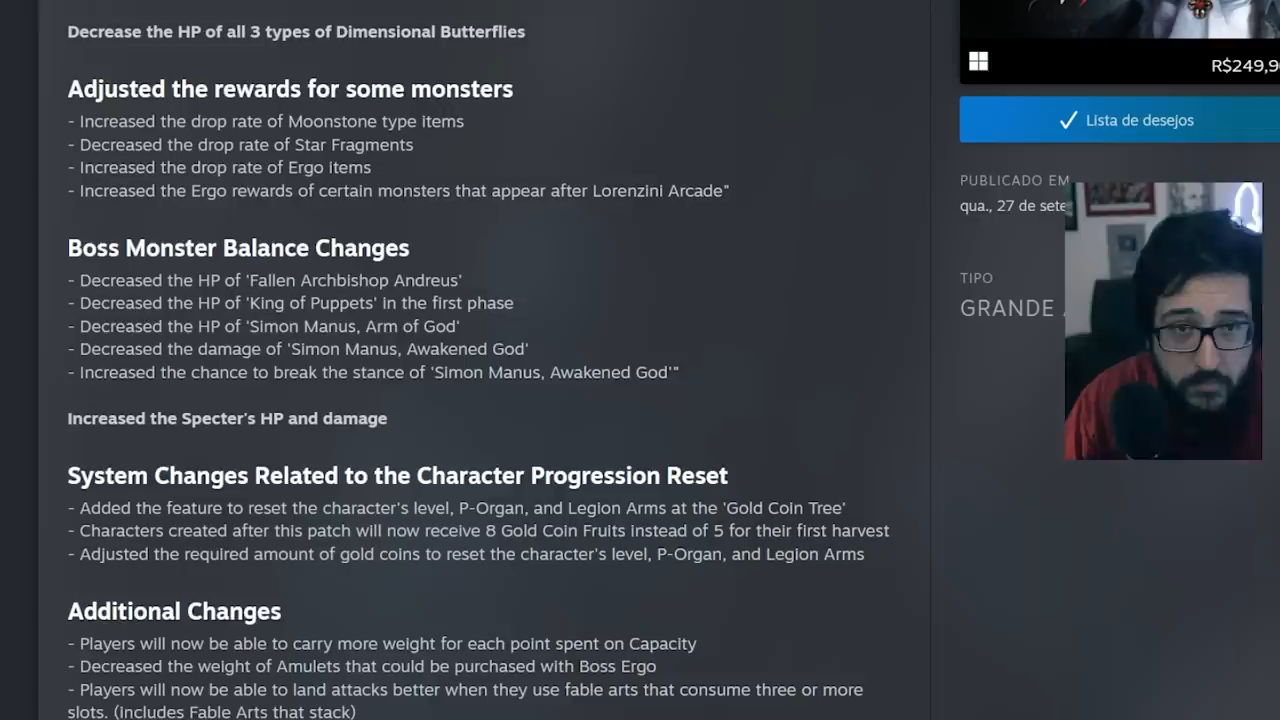 Decrease the HP of all 3 types of Dimensional Butterflies
Adjusted the rewards for some monsters
- Increased the drop rate of Moonstone type items
- Decreased the drop rate of Star Fragments
- Increased the drop rate of Ergo items
- Increased the Ergo rewards of certain monsters that appear after Lorenzini Arcade"
Boss Monster Balance Changes
- Decreased the HP of 'Fallen Archbishop Andreus'
- Decreased the HP of 'King of Puppets' in the first phase
- Decreased the HP of 'Simon Manus, Arm of God'
- Decreased the damage of 'Simon Manus, Awakened God'
- Increased the chance to break the stance of 'Simon Manus, Awakened God'"
Increased the Specter's HP and damage
System Changes Related to the Character Progression Reset
- Added the feature to reset the character's level, P-Organ, and Legion Arms at the 'Gold Coin Tree'
- Characters created after this patch will now receive 8 Gold Coin Fruits instead of 5 for their first harvest
- Adjusted the required amount of gold coins to reset the character's level, P-Organ, and Legion Arms
Additional Changes
- Players will now be able to carry more weight for each point spent on Capacity
- Decreased the weight of Amulets that could be purchased with Boss Ergo
- Players will now be able to land attacks better when they use fable arts that consume three or more
slots. (Includes Fable Arts that stack)
R$249,9
Lista de desejos
PUBLICADO EM
qua., 27 de sete
TIPO
GRANDE